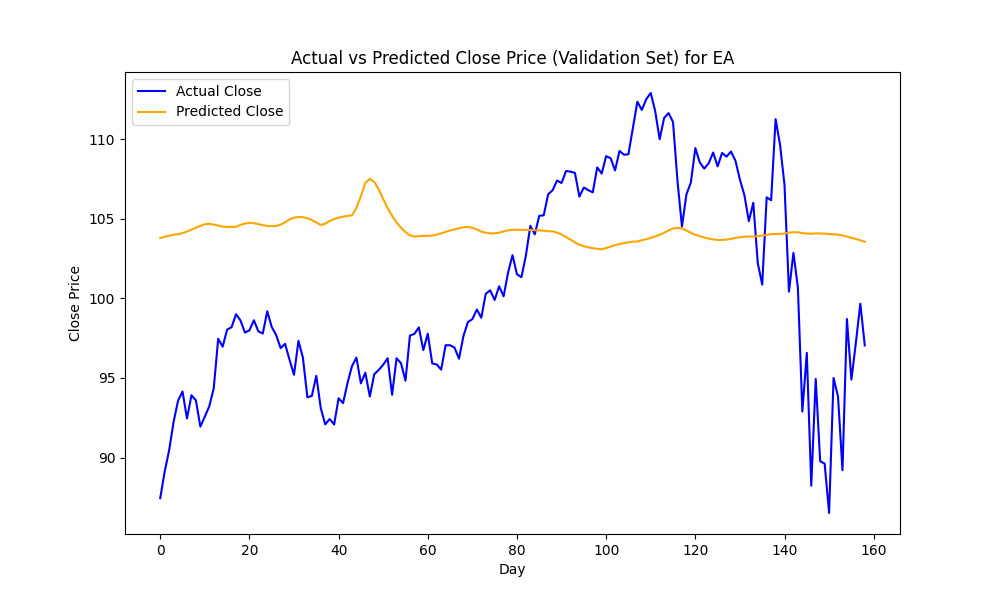 Actual vs Predicted Close Price (Validation Set) for EA
Actual Close
Predicted Close
110
105
100
95
90
Close Price
0 20 40 60 80 100 120 140 160
Day